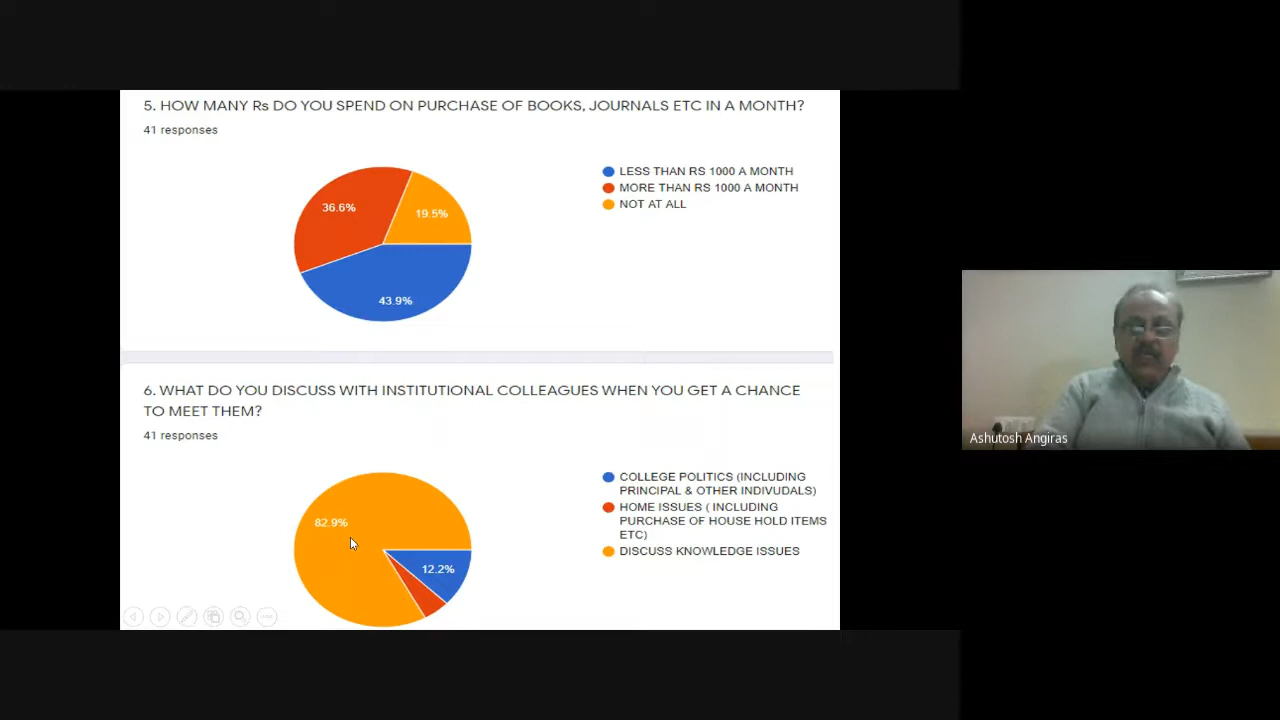 5. HOW MANY Rs DO YOU SPEND ON PURCHASE OF BOOKS, JOURNALS ETC IN A MONTH?
41 responses
LESS THAN RS 1000 A MONTH
MORE THAN RS 1000 A MONTH
NOT AT ALL
36.6%
19.5%
43.9%
6. WHAT DO YOU DISCUSS WITH INSTITUTIONAL COLLEAGUES WHEN YOU GET A CHANCE
TO MEET THEM?
41 responses
COLLEGE POLITICS (INCLUDING
PRINCIPAL & OTHER INDIVUDALS)
HOME ISSUES ( INCLUDING
PURCHASE OF HOUSE HOLD ITEMS
ETC)
DISCUSS KNOWLEDGE ISSUES
82.9%
12.2%
Ashutosh Angiras